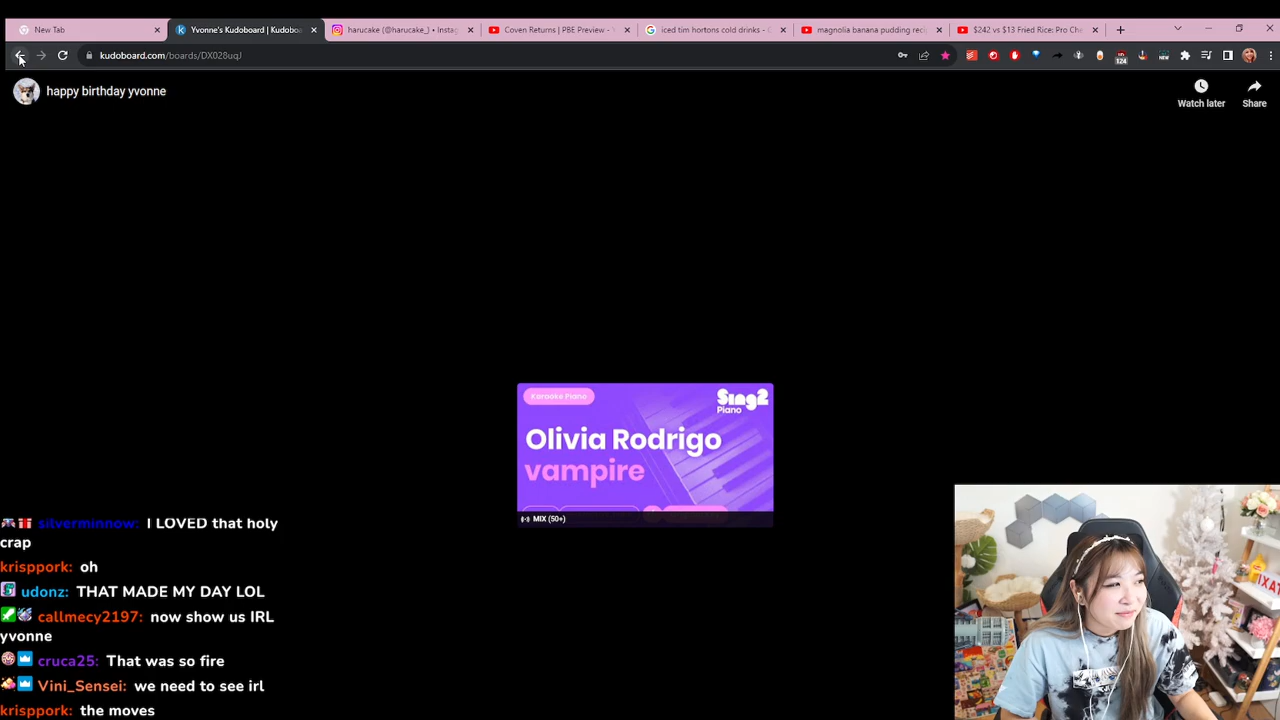 New Tab
Yvonne's Kudoboard | Kudoboa
harucake (@harucake_) • Instag
Coven Returns | PBE Preview - Y
iced tim hortons cold drinks - G
magnolia banana pudding reci
$242 vs $13 Fried Rice: Pro Che
kudoboard.com/boards/DX028uqJ
124
NEW
happy birthday yvonne
Watch later
Share
Karaoke Piano
Sing2
Piano
Olivia Rodrigo
vampire
MIX (50+)
silverminnow: I LOVED that holy
crap
krisppork: oh
udonz: THAT MADE MY DAY LOL
callmecy2197: now show us IRL
yvonne
cruca25: That was so fire
Vini_Sensei: we need to see irl
krisppork: the moves